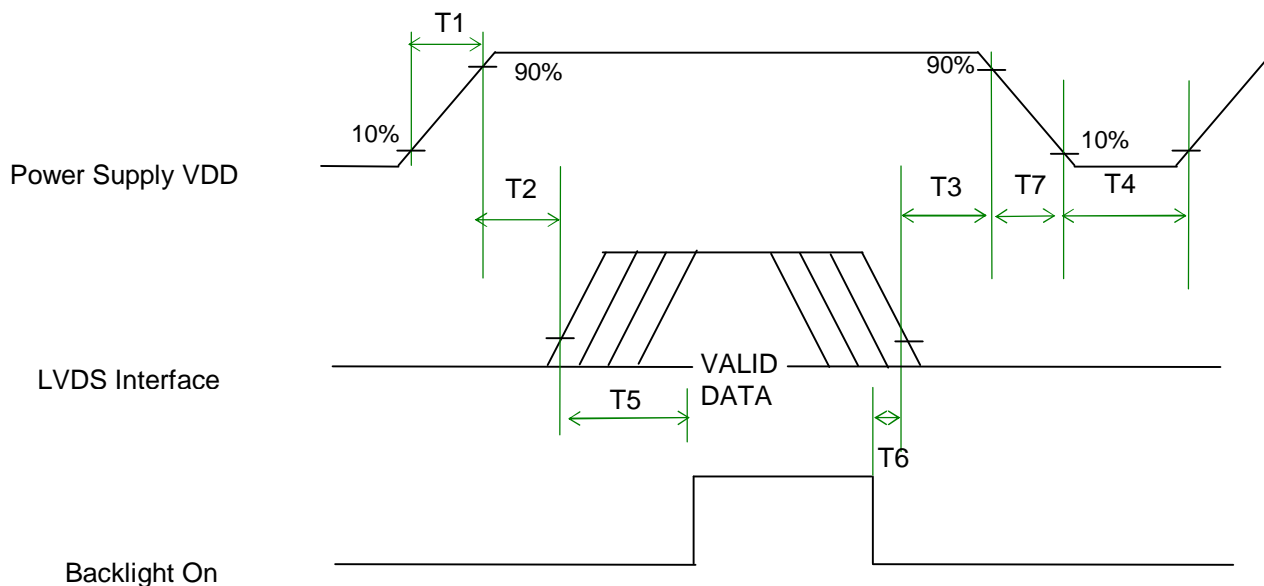 T1
90%
90%
10%
10%
Power Supply VDD
T2
T3
T7
T4
LVDS Interface
VALID
DATA
T5
T6
Backlight On